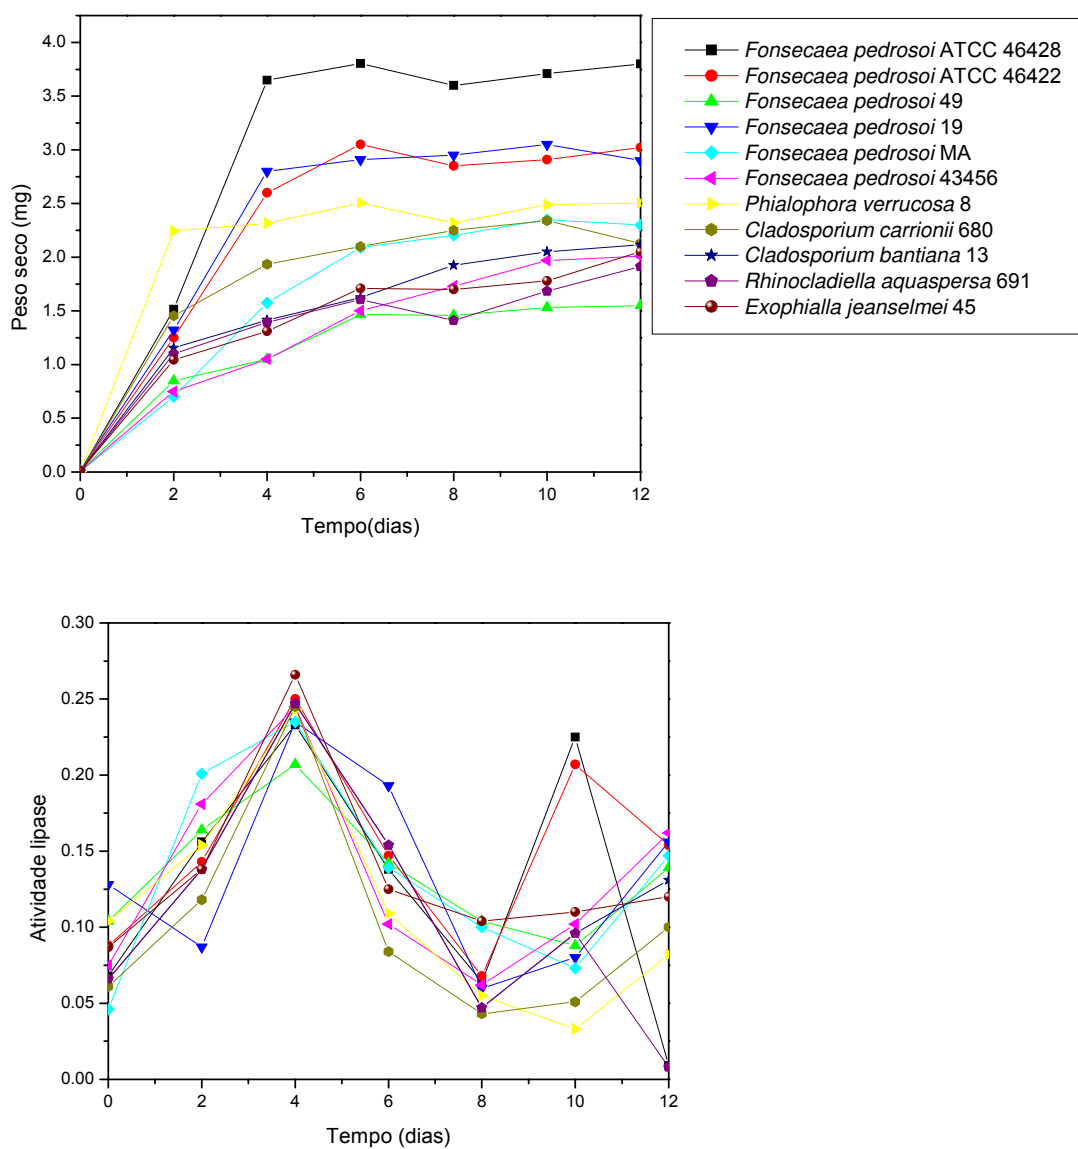 4.0
3.5
3.0
2.5
2.0
1.5
1.0
0.5
0.0
Peso seco (mg)
0 2 4 6 8 10 12
Tempo(dias)
Fonsecaea pedrosoi ATCC 46428
Fonsecaea pedrosoi ATCC 46422
Fonsecaea pedrosoi 49
Fonsecaea pedrosoi 19
Fonsecaea pedrosoi MA
Fonsecaea pedrosoi 43456
Phialophora verrucosa 8
Cladosporium carrionii 680
Cladosporium bantiana 13
Rhinocladiella aquaspersa 691
Exophialla jeanselmei 45
0.30
0.25
0.20
0.15
0.10
0.05
0.00
Atividade lipase
0 2 4 6 8 10 12
Tempo (dias)